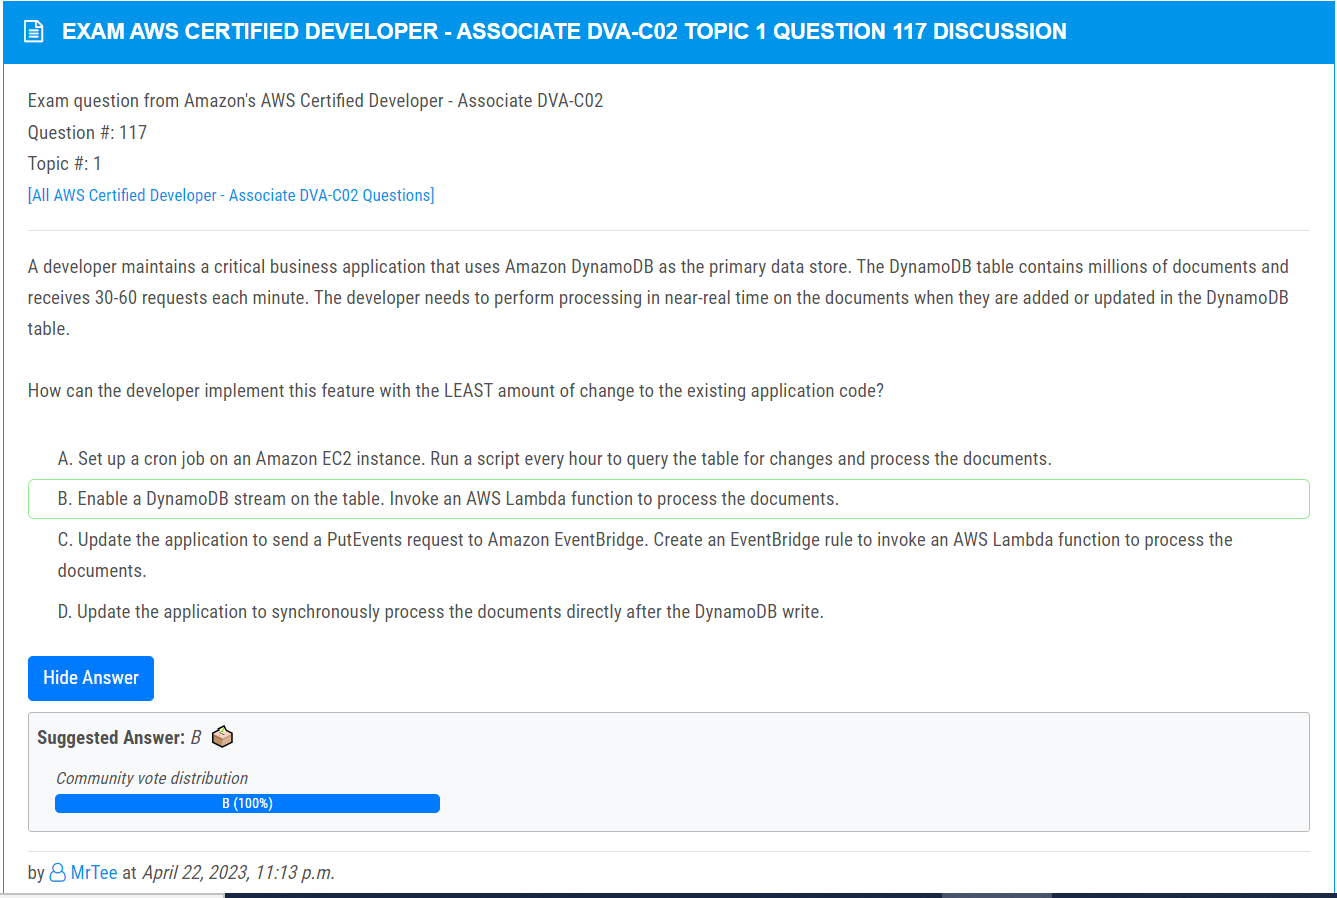 EXAM AWS CERTIFIED DEVELOPER - ASSOCIATE DVA-C02 TOPIC 1 QUESTION 117 DISCUSSION
Exam question from Amazon's AWS Certified Developer - Associate DVA-C02
Question #: 117
Topic #: 1
[All AWS Certified Developer - Associate DVA-C02 Questions]
A developer maintains a critical business application that uses Amazon DynamoDB as the primary data store. The DynamoDB table contains millions of documents and
receives 30-60 requests each minute. The developer needs to perform processing in near-real time on the documents when they are added or updated in the DynamoDB
table.
How can the developer implement this feature with the LEAST amount of change to the existing application code?
A. Set up a cron job on an Amazon EC2 instance. Run a script every hour to query the table for changes and process the documents.
B. Enable a DynamoDB stream on the table. Invoke an AWS Lambda function to process the documents.
C. Update the application to send a PutEvents request to Amazon EventBridge. Create an EventBridge rule to invoke an AWS Lambda function to process the
documents.
D. Update the application to synchronously process the documents directly after the DynamoDB write.
Hide Answer
Suggested Answer: B
Community vote distribution
B (100%)
by MrTee at April 22, 2023, 11:13 p.m.